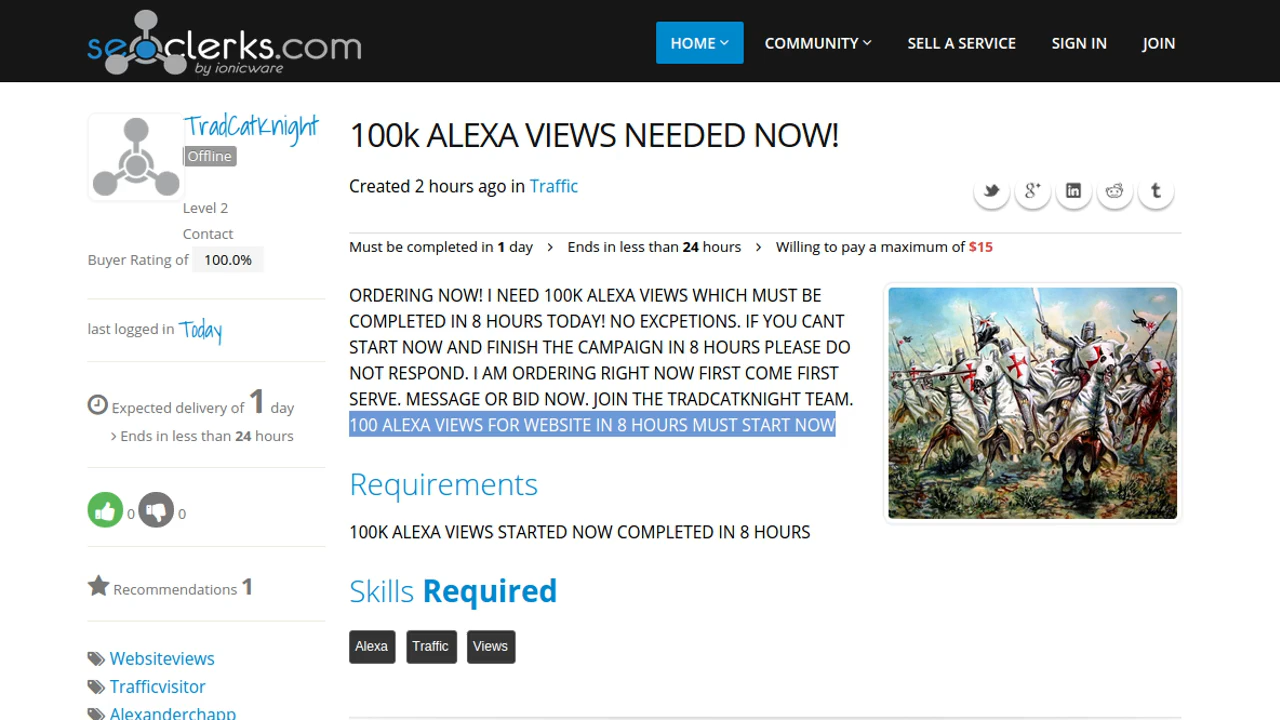 seoclerks.com
by ionicware
HOME
COMMUNITY
SELL A SERVICE
SIGN IN
JOIN
TradCatKnight
Offline
Level 2
Contact
Buyer Rating of 100.0%
last logged in Today
Expected delivery of 1 day
Ends in less than 24 hours
0 0
Recommendations 1
Websiteviews
Trafficvisitor
Alexanderchapp
100k ALEXA VIEWS NEEDED NOW!
Created 2 hours ago in Traffic
Must be completed in 1 day > Ends in less than 24 hours > Willing to pay a maximum of $15
ORDERING NOW! I NEED 100K ALEXA VIEWS WHICH MUST BE
COMPLETED IN 8 HOURS TODAY! NO EXCPETIONS. IF YOU CANT
START NOW AND FINISH THE CAMPAIGN IN 8 HOURS PLEASE DO
NOT RESPOND. I AM ORDERING RIGHT NOW FIRST COME FIRST
SERVE. MESSAGE OR BID NOW. JOIN THE TRADCATKNIGHT TEAM.
100 ALEXA VIEWS FOR WEBSITE IN 8 HOURS MUST START NOW
Requirements
100K ALEXA VIEWS STARTED NOW COMPLETED IN 8 HOURS
Skills Required
Alexa
Traffic
Views